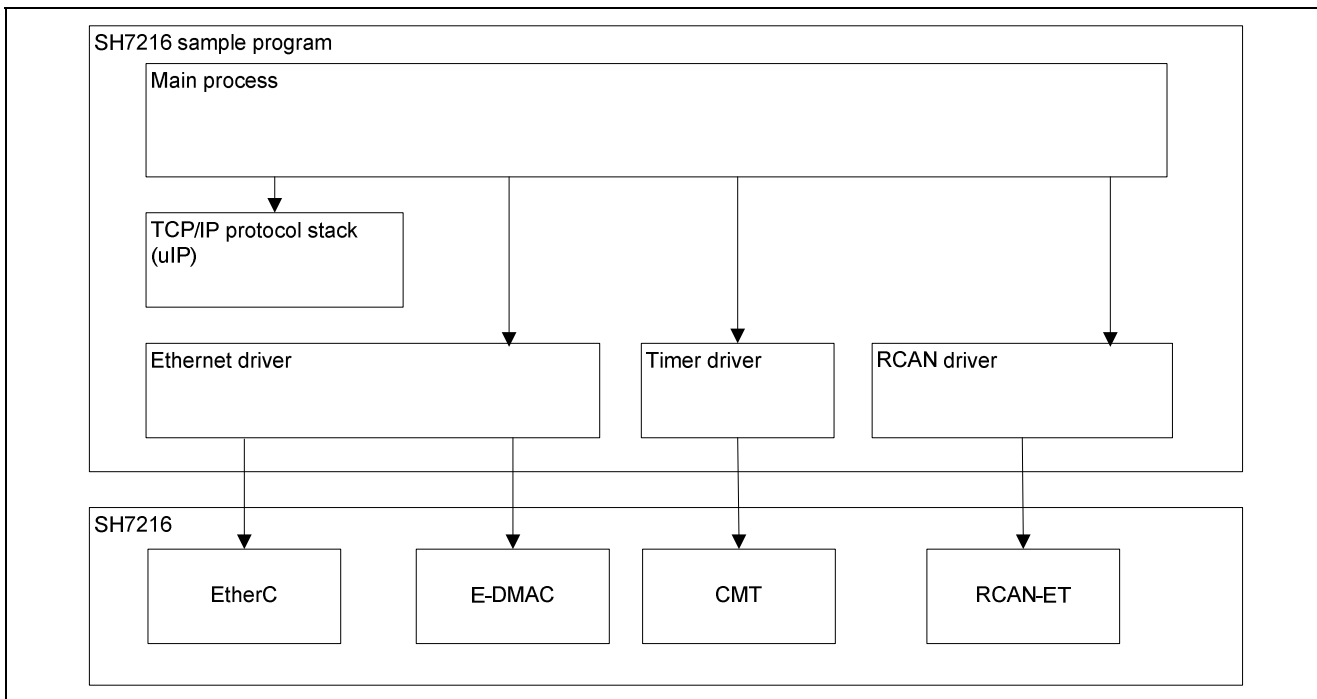 SH7216 sample program
Main process
TCP/IP protocol stack
(uIP)
Ethernet driver
Timer driver
RCAN driver
SH7216
EtherC
E-DMAC
CMT
RCAN-ET